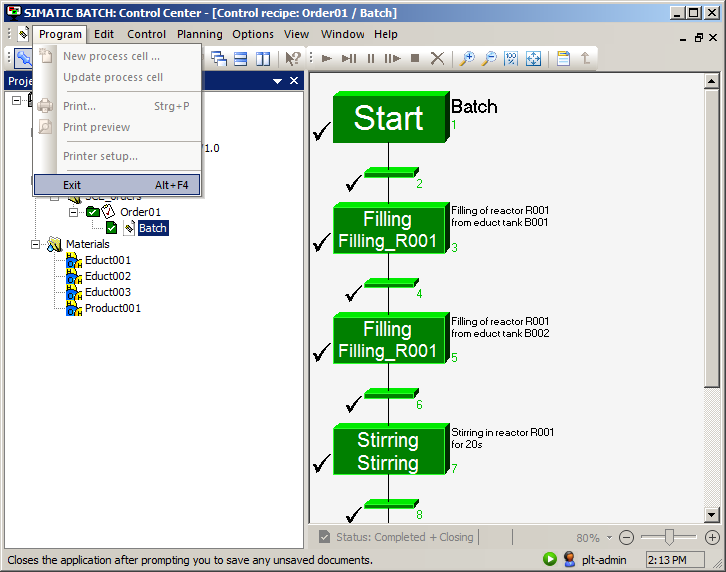 SIMATIC BATCH: Control Center - [Control recipe: Order01 / Batch]
Program Edit Control Planning Options View Window Help
New process cell ...
Update process cell
Print... Strg+P
Print preview
Printer setup...
Exit Alt+F4
Proje
/1.0
SCE_orders
Order01
Batch
Materials
Educt001
Educt002
Educt003
Product001
100 %
Start
Batch
1
2
Filling
Filling_R001
Filling of reactor R001
from educt tank B001
3
4
Filling
Filling_R001
Filling of reactor R001
from educt tank B002
5
6
Stirring
Stirring
Stirring in reactor R001
for 20s
7
8
Status: Completed + Closing
80%
Closes the application after prompting you to save any unsaved documents.
plt-admin
2:13 PM